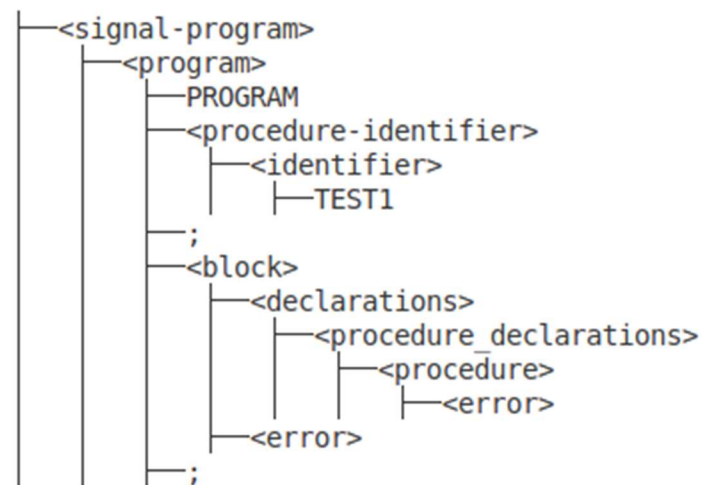 <signal-program>
<program>
PROGRAM
<procedure-identifier>
<identifier>
TEST1
;
<block>
<declarations>
<procedure_declarations>
<procedure>
<error>
<error>
;